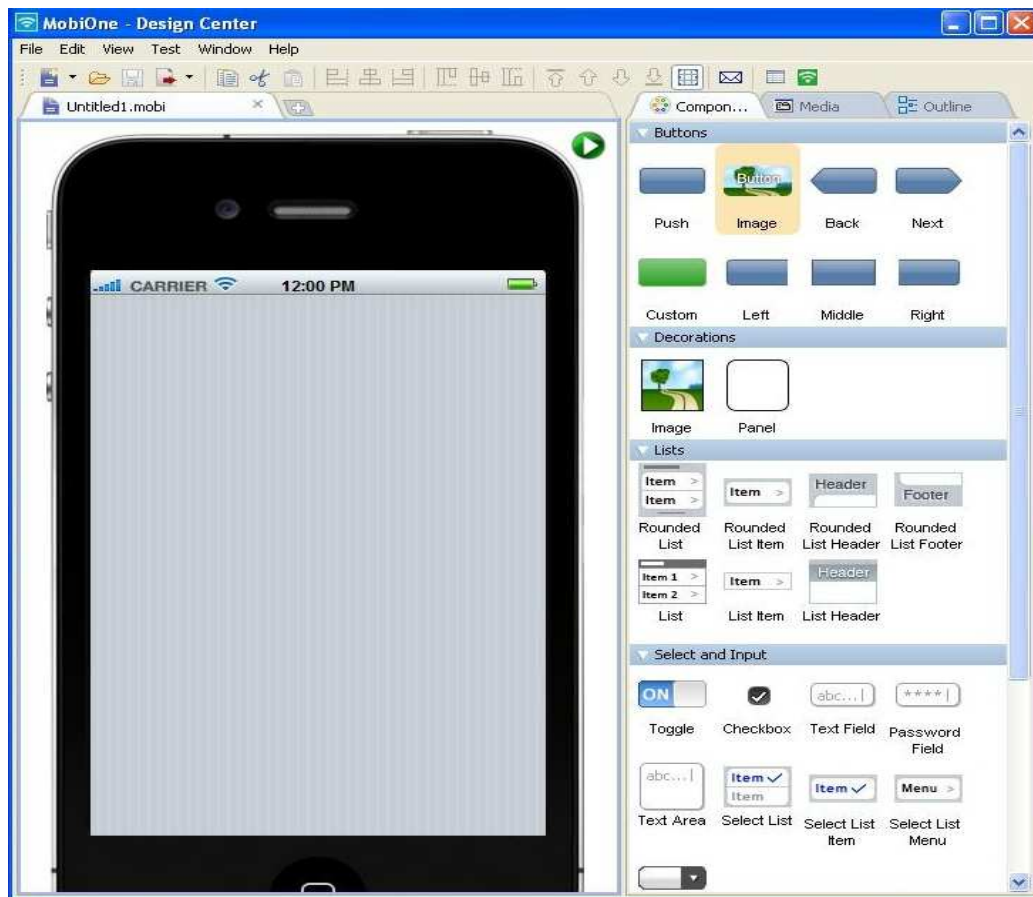 MobiOne - Design Center
File Edit View Test Window Help
Untitled1.mobi
Compon... Media Outline
CARRIER 12:00 PM
Buttons
Button
Push Image Back Next
Custom Left Middle Right
Decorations
Image Panel
Lists
Item >
Item >
Item >
Header
Footer
Rounded List
Rounded List Item
Rounded List Header
Rounded List Footer
Item 1 >
Item 2 >
Item >
Header
List List Item List Header
Select and Input
ON
abc...|
****|
Toggle Checkbox Text Field Password Field
abc...|
Item ✓
Item
Item ✓
Menu >
Text Area Select List Select List Item Select List Menu